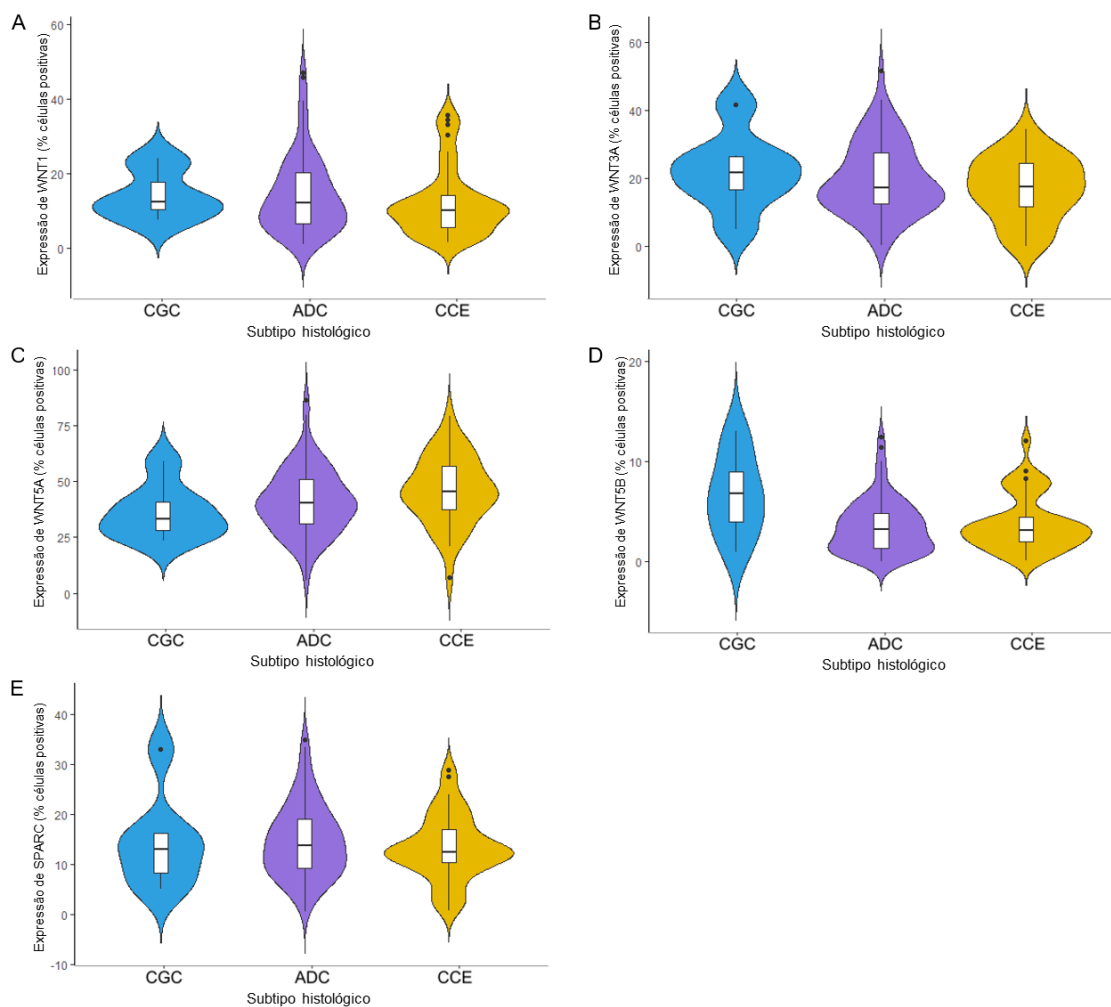 A
Expressão de WNT1 (% células positivas)
60
40
20
0
CGC ADC CCE
Subtipo histológico
B
Expressão de WNT3A (% células positivas)
60
40
20
0
CGC ADC CCE
Subtipo histológico
C
Expressão de WNT5A (% células positivas)
100
75
50
25
0
CGC ADC CCE
Subtipo histológico
D
Expressão de WNT5B (% células positivas)
20
10
0
CGC ADC CCE
Subtipo histológico
E
Expressão de SPARC (% células positivas)
40
30
20
10
0
-10
CGC ADC CCE
Subtipo histológico